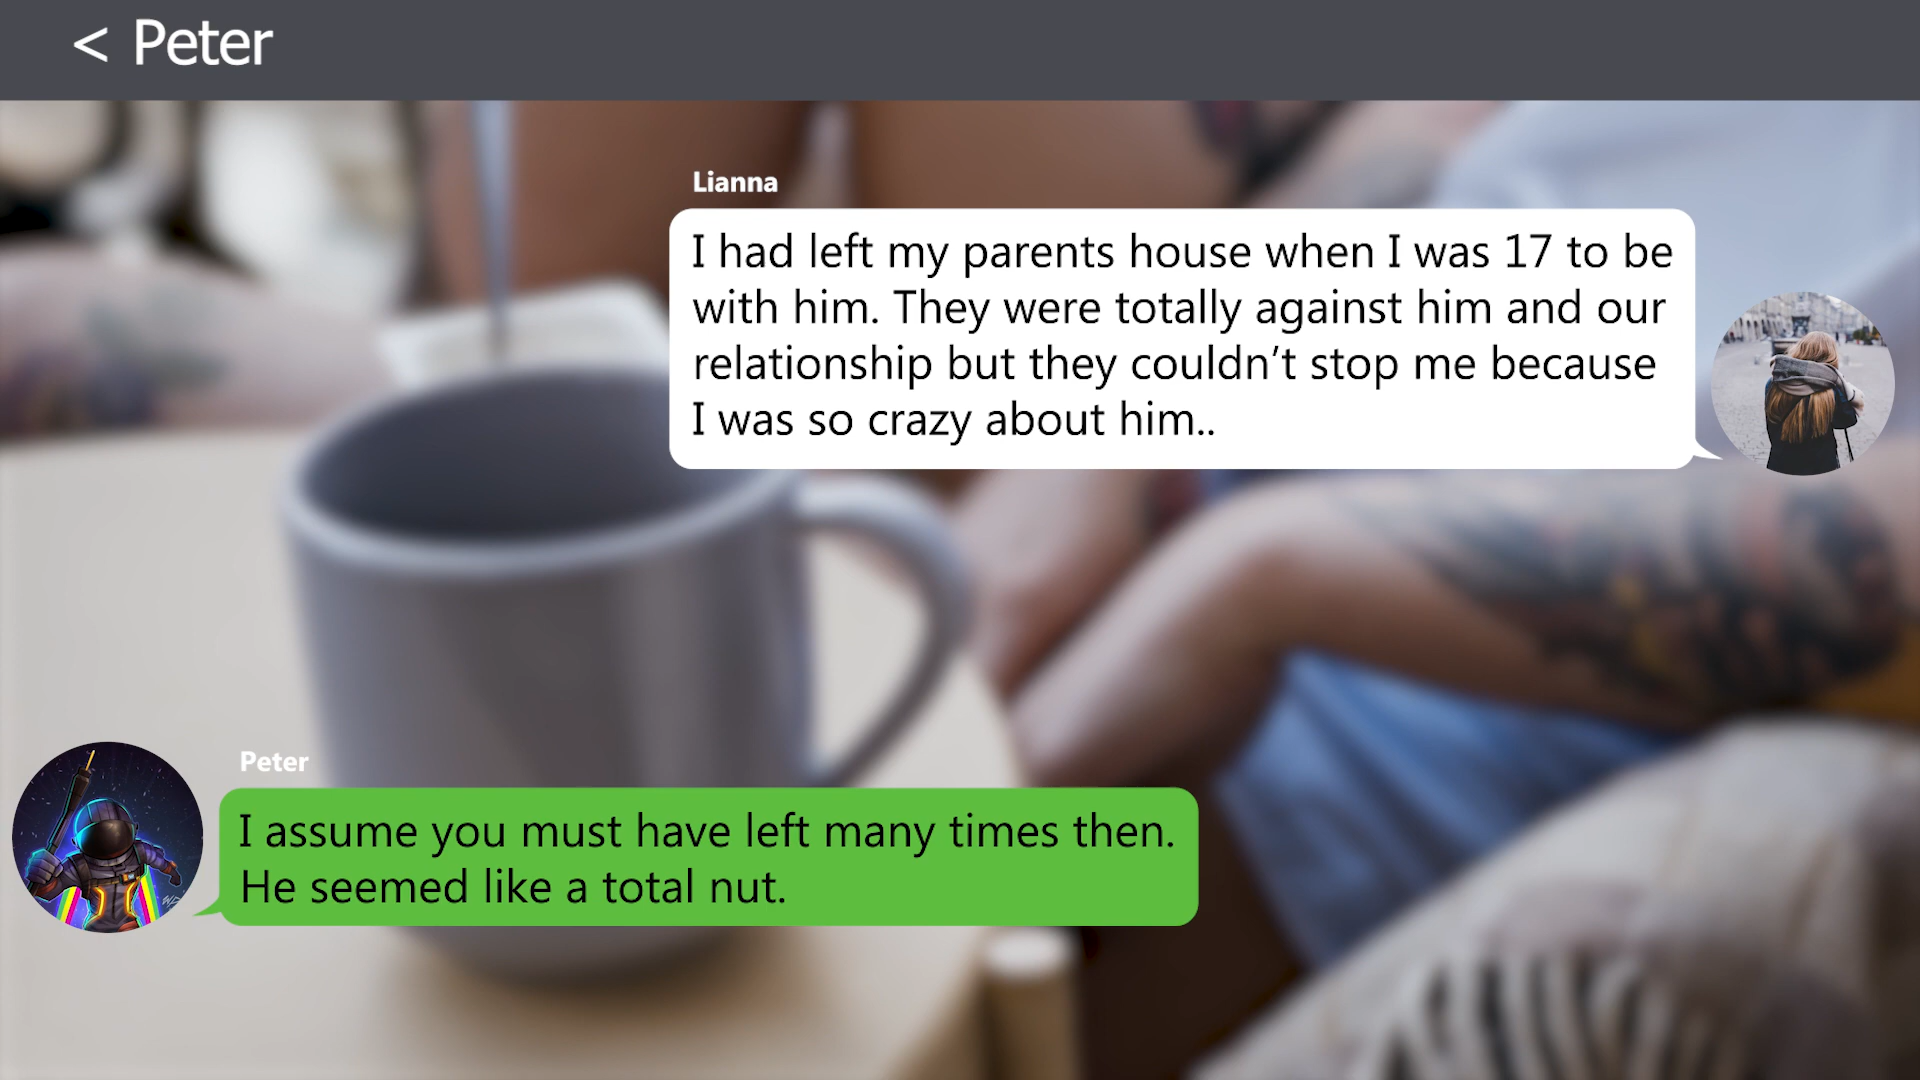 < Peter
Lianna
I had left my parents house when I was 17 to be
with him. They were totally against him and our
relationship but they couldn’t stop me because
I was so crazy about him..
Peter
I assume you must have left many times then.
He seemed like a total nut.